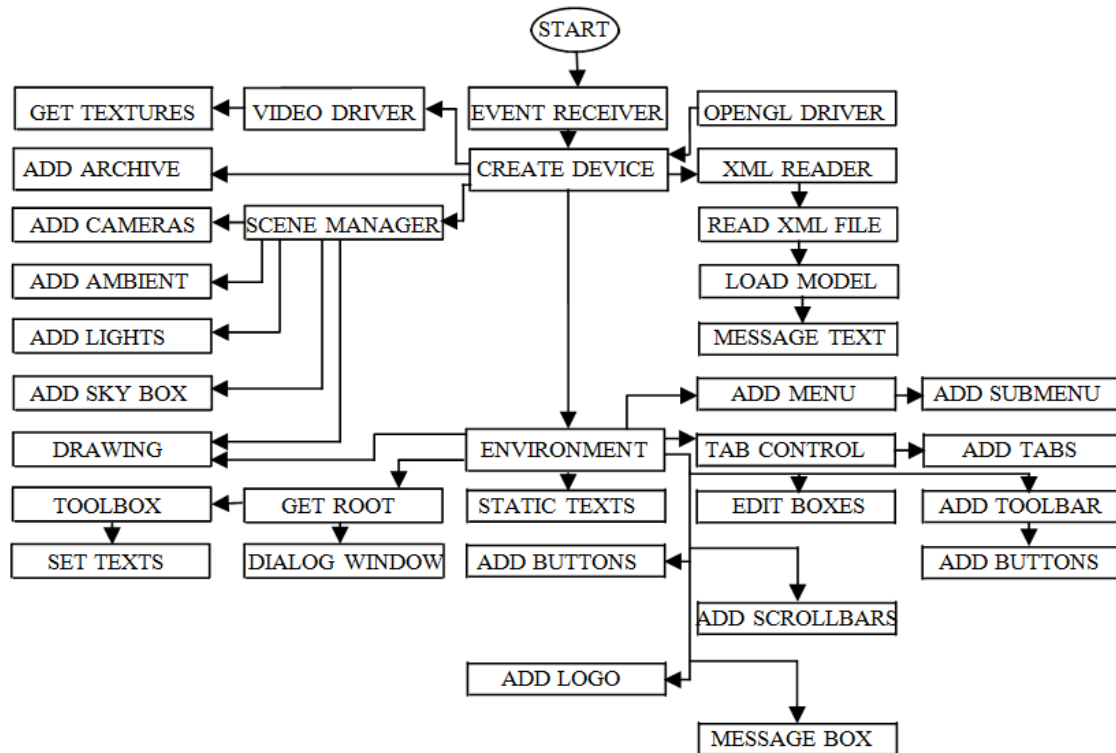 START
GET TEXTURES
VIDEO DRIVER
EVENT RECEIVER
OPENGL DRIVER
ADD ARCHIVE
CREATE DEVICE
XML READER
ADD CAMERAS
SCENE MANAGER
READ XML FILE
ADD AMBIENT
LOAD MODEL
ADD LIGHTS
MESSAGE TEXT
ADD SKY BOX
ADD MENU
ADD SUBMENU
DRAWING
ENVIRONMENT
TAB CONTROL
ADD TABS
TOOLBOX
GET ROOT
STATIC TEXTS
EDIT BOXES
ADD TOOLBAR
SET TEXTS
DIALOG WINDOW
ADD BUTTONS
ADD BUTTONS
ADD SCROLLBARS
ADD LOGO
MESSAGE BOX